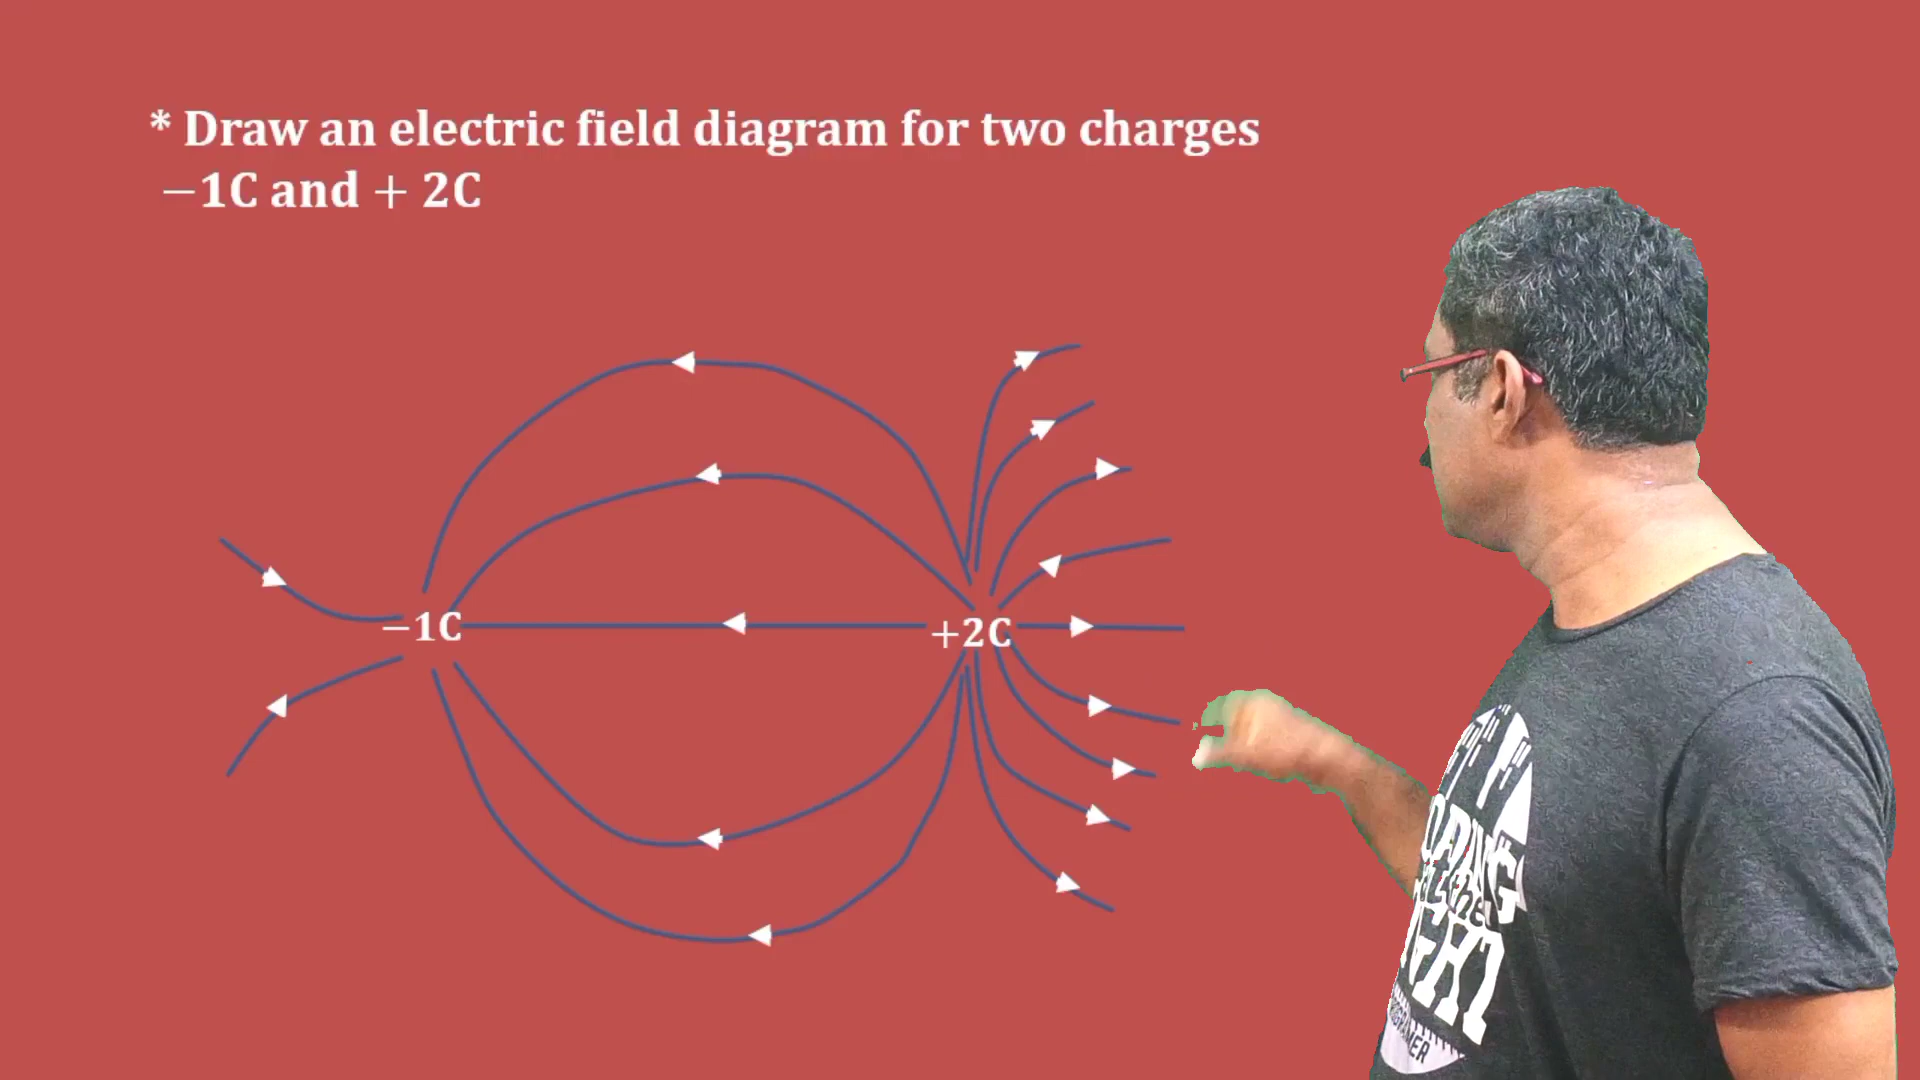 * Draw an electric field diagram for two charges
−1C and + 2C
−1C
+2C